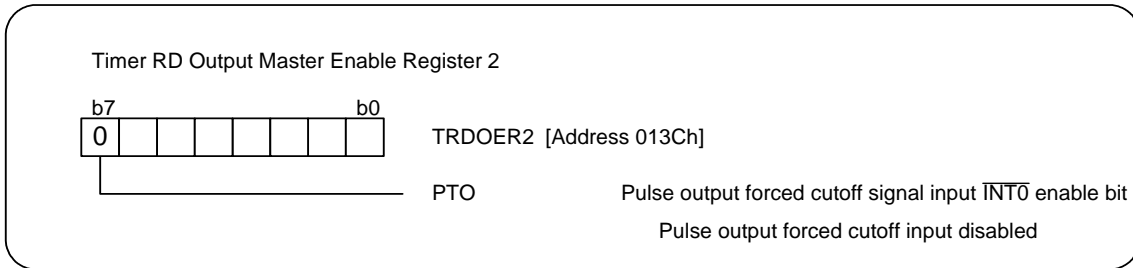 Timer RD Output Master Enable Register 2
b7 b0
0 TRDOER2 [Address 013Ch]
PTO Pulse output forced cutoff signal input I̅N̅T̅0̅ enable bit
Pulse output forced cutoff input disabled